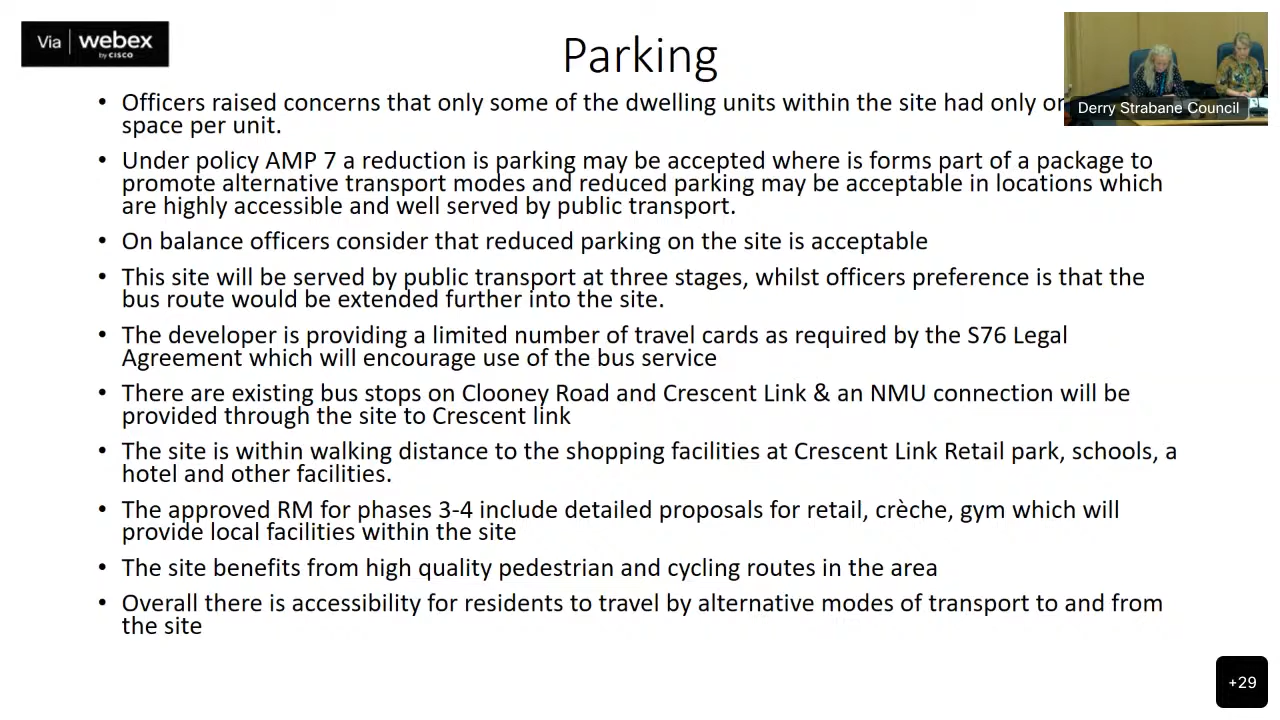 Via webex
by CISCO
Parking
Derry Strabane Council
• Officers raised concerns that only some of the dwelling units within the site had only
space per unit.
• Under policy AMP 7 a reduction is parking may be accepted where is forms part of a package to
promote alternative transport modes and reduced parking may be acceptable in locations which
are highly accessible and well served by public transport.
• On balance officers consider that reduced parking on the site is acceptable
• This site will be served by public transport at three stages, whilst officers preference is that the
bus route would be extended further into the site.
• The developer is providing a limited number of travel cards as required by the S76 Legal
Agreement which will encourage use of the bus service
• There are existing bus stops on Clooney Road and Crescent Link & an NMU connection will be
provided through the site to Crescent link
• The site is within walking distance to the shopping facilities at Crescent Link Retail park, schools, a
hotel and other facilities.
• The approved RM for phases 3-4 include detailed proposals for retail, crèche, gym which will
provide local facilities within the site
• The site benefits from high quality pedestrian and cycling routes in the area
• Overall there is accessibility for residents to travel by alternative modes of transport to and from
the site
+29